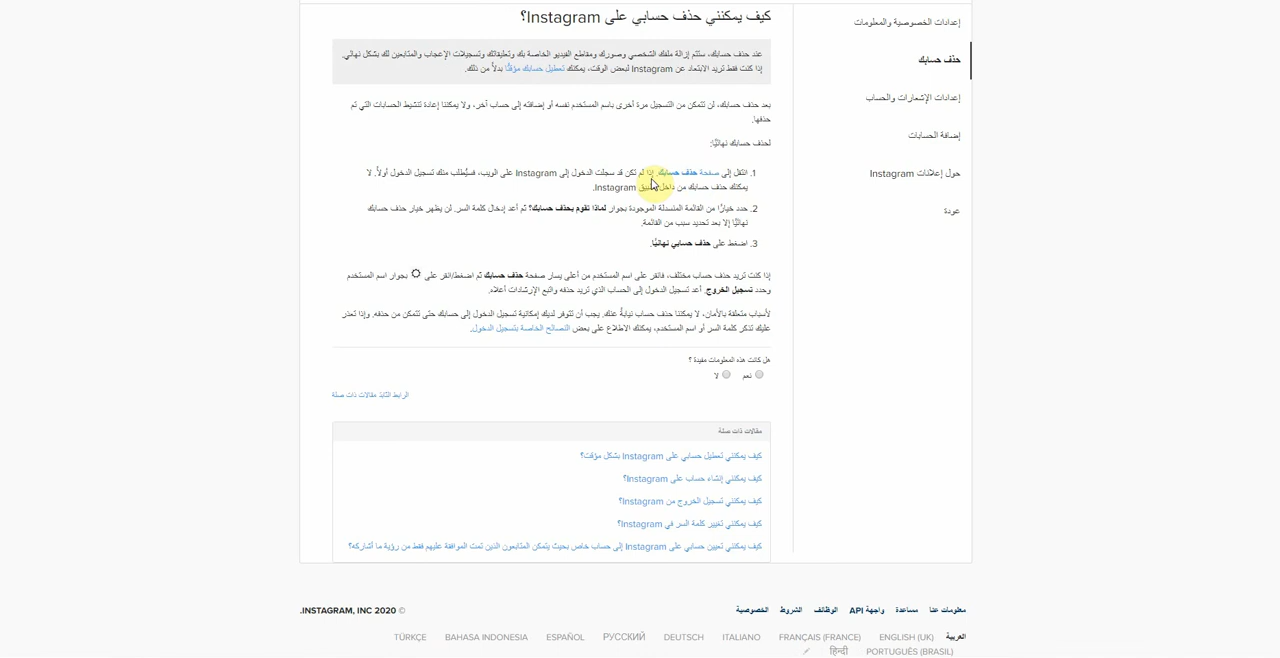 كيف يمكنني حذف حسابي على Instagram؟
عند حذف حسابك، ستتم إزالة ملفك الشخصي وصورك ومقاطع الفيديو الخاصة بك وتعليقاتك وتسجيلات الإعجاب والمتابعين لك بشكل نهائي.
إذا كنت فقط تريد الابتعاد عن Instagram لبعض الوقت، يمكنك تعطيل حسابك مؤقتًا بدلاً من ذلك.
بعد حذف حسابك، لن تتمكن من التسجيل مرة أخرى باسم المستخدم نفسه أو إضافته إلى حساب آخر، ولا يمكننا إعادة تنشيط الحسابات التي تم
حذفها.
لحذف حسابك نهائيًا:
1. انتقل إلى صفحة حذف حسابك. إذا لم تكن قد سجلت الدخول إلى Instagram على الويب، فسيُطلب منك تسجيل الدخول أولاً. لا
يمكنك حذف حسابك من داخل تطبيق Instagram.
2. حدد خيارًا من القائمة المنسدلة الموجودة بجوار لماذا تقوم بحذف حسابك؟ ثم أعد إدخال كلمة السر. لن يظهر خيار حذف حسابك
نهائيًا إلا بعد تحديد سبب من القائمة.
3. اضغط على حذف حسابي نهائيًا.
إذا كنت تريد حذف حساب مختلف، فانقر على اسم المستخدم من أعلى يسار صفحة حذف حسابك ثم اضغط/انقر على بجوار اسم المستخدم
وحدد تسجيل الخروج. أعد تسجيل الدخول إلى الحساب الذي تريد حذفه واتبع الإرشادات أعلاه.
لأسباب متعلقة بالأمان، لا يمكننا حذف حساب نيابةً عنك. يجب أن تتوفر لديك إمكانية تسجيل الدخول إلى حسابك حتى تتمكن من حذفه. وإذا تعذر
عليك تذكر كلمة السر أو اسم المستخدم، يمكنك الاطلاع على بعض النصائح الخاصة بتسجيل الدخول.
هل كانت هذه المعلومات مفيدة ؟
نعم لا
الرابط الثابت مقالات ذات صلة
مقالات ذات صلة
كيف يمكنني تعطيل حسابي على Instagram بشكل مؤقت؟
كيف يمكنني إنشاء حساب على Instagram؟
كيف يمكنني تسجيل الخروج من Instagram؟
كيف يمكنني تغيير كلمة السر في Instagram؟
كيف يمكنني تعيين حسابي على Instagram إلى حساب خاص بحيث يتمكن المتابعون الذين تمت الموافقة عليهم فقط من رؤية ما أشاركه؟
إعدادات الخصوصية والمعلومات
حذف حسابك
إعدادات الإشعارات والحساب
إضافة الحسابات
حول إعلانات Instagram
عودة
معلومات عنا مساعدة واجهة API الوظائف الشروط الخصوصية
© INSTAGRAM, INC 2020.
العربية ENGLISH (UK) FRANÇAIS (FRANCE) ITALIANO DEUTSCH РУССКИЙ ESPAÑOL BAHASA INDONESIA TÜRKÇE
PORTUGUÊS (BRASIL) हिन्दी